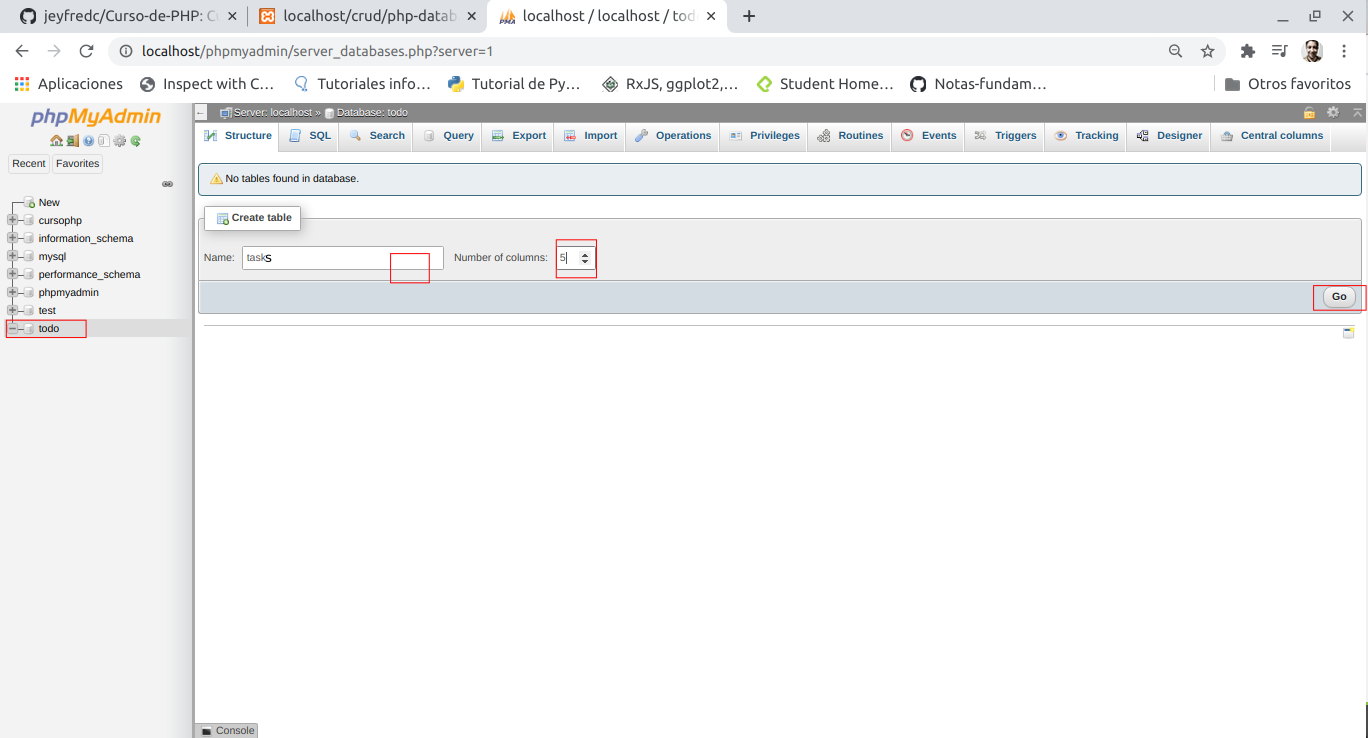 jeyfredc/Curso-de-PHP: C
localhost/crud/php-datab
localhost / localhost / tod
localhost/phpmyadmin/server_databases.php?server=1
Aplicaciones
Inspect with C…
Tutoriales info…
Tutorial de Py…
RxJS, ggplot2,…
Student Home…
Notas-fundam…
Otros favoritos
phpMyAdmin
Server: localhost » Database: todo
Structure SQL Search Query Export Import Operations Privileges Routines Events Triggers Tracking Designer Central columns
Recent Favorites
No tables found in database.
New
cursophp
information_schema
mysql
performance_schema
phpmyadmin
test
todo
Create table
Name: tasks Number of columns: 5
Go
Console